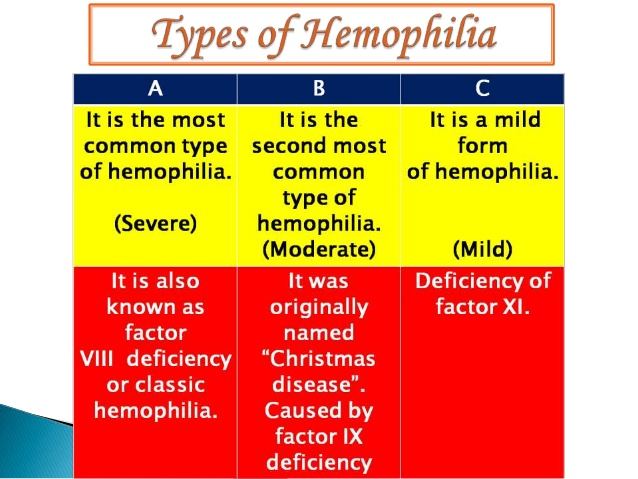 Types of Hemophilia
A
B
C
It is the most
common type
of hemophilia.
(Severe)
It is the
second most
common
type of
hemophilia.
(Moderate)
It is a mild
form
of hemophilia.
(Mild)
It is also
known as
factor
VIII deficiency
or classic
hemophilia.
It was
originally
named
“Christmas
disease”.
Caused by
factor IX
deficiency
Deficiency of
factor XI.